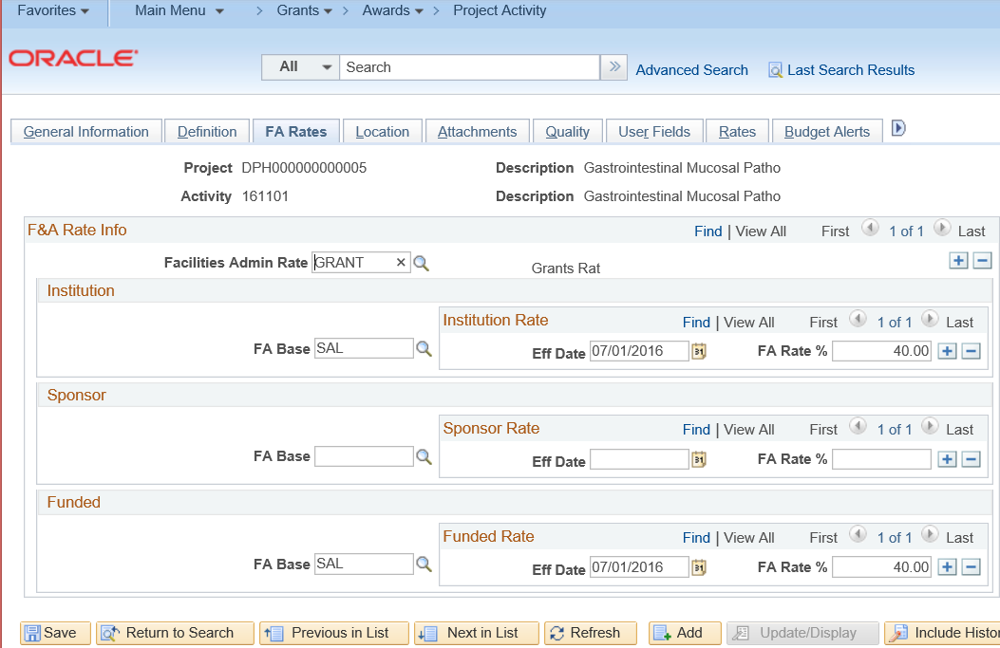 Favorites Main Menu > Grants > Awards > Project Activity
ORACLE
All Search Advanced Search Last Search Results
General Information Definition FA Rates Location Attachments Quality User Fields Rates Budget Alerts
Project DPH000000000005 Description Gastrointestinal Mucosal Patho
Activity 161101 Description Gastrointestinal Mucosal Patho
F&A Rate Info Find | View All First 1 of 1 Last
Facilities Admin Rate GRANT × Grants Rat + −
Institution
Institution Rate Find | View All First 1 of 1 Last
FA Base SAL Eff Date 07/01/2016 31 FA Rate % 40.00 + −
Sponsor
Sponsor Rate Find | View All First 1 of 1 Last
FA Base Eff Date 31 FA Rate % + −
Funded
Funded Rate Find | View All First 1 of 1 Last
FA Base SAL Eff Date 07/01/2016 31 FA Rate % 40.00 + −
Save Return to Search Previous in List Next in List Refresh Add Update/Display Include Histor